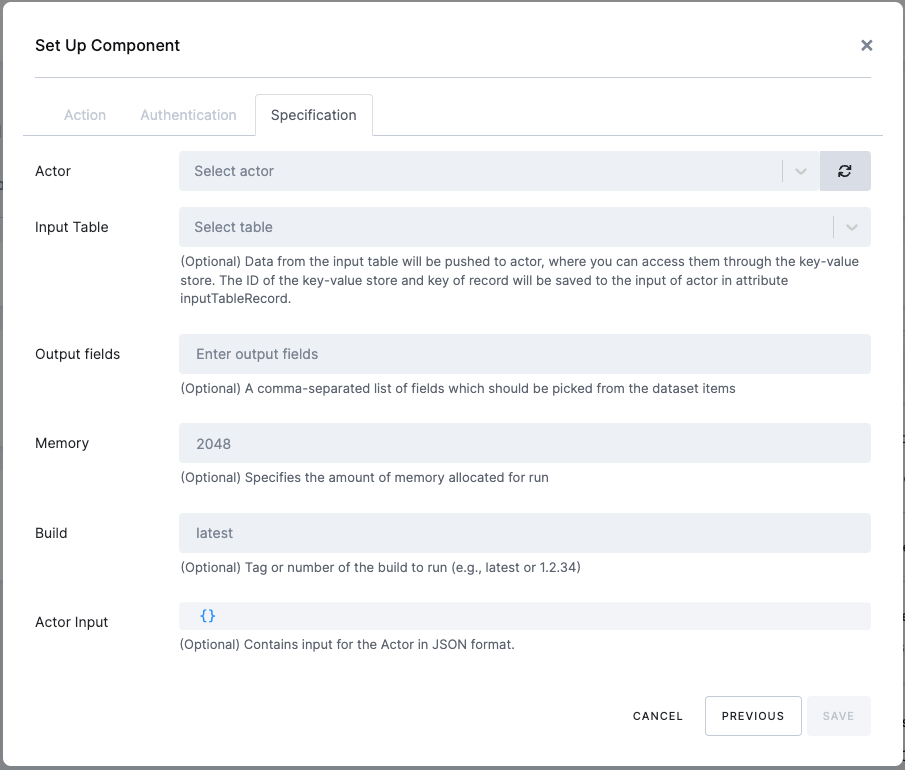 Set Up Component
Action
Authentication
Specification
Actor
Select actor
Input Table
Select table
(Optional) Data from the input table will be pushed to actor, where you can access them through the key-value
store. The ID of the key-value store and key of record will be saved to the input of actor in attribute
inputTableRecord.
Output fields
Enter output fields
(Optional) A comma-separated list of fields which should be picked from the dataset items
Memory
2048
(Optional) Specifies the amount of memory allocated for run
Build
latest
(Optional) Tag or number of the build to run (e.g., latest or 1.2.34)
Actor Input
{}
(Optional) Contains input for the Actor in JSON format.
CANCEL
PREVIOUS
SAVE